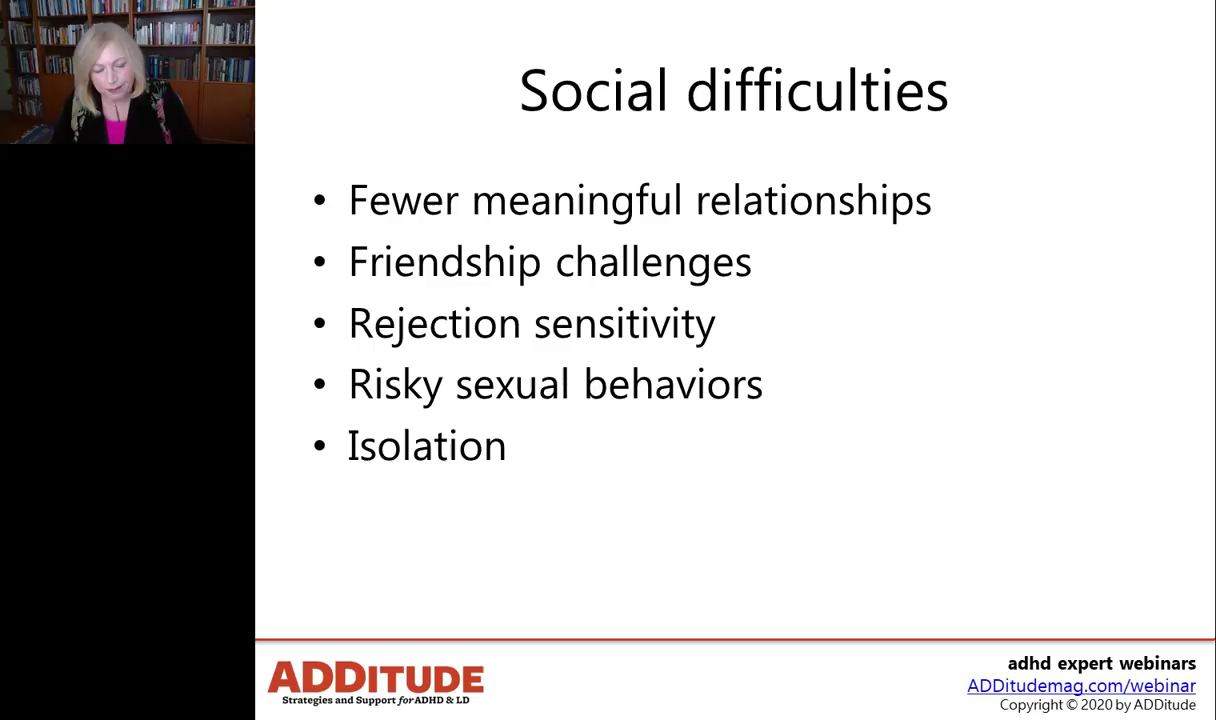 Social difficulties
• Fewer meaningful relationships
• Friendship challenges
• Rejection sensitivity
• Risky sexual behaviors
• Isolation
ADDITUDE
Strategies and Support for ADHD & LD
adhd expert webinars
ADDitudemag.com/webinar
Copyright © 2020 by ADDitude